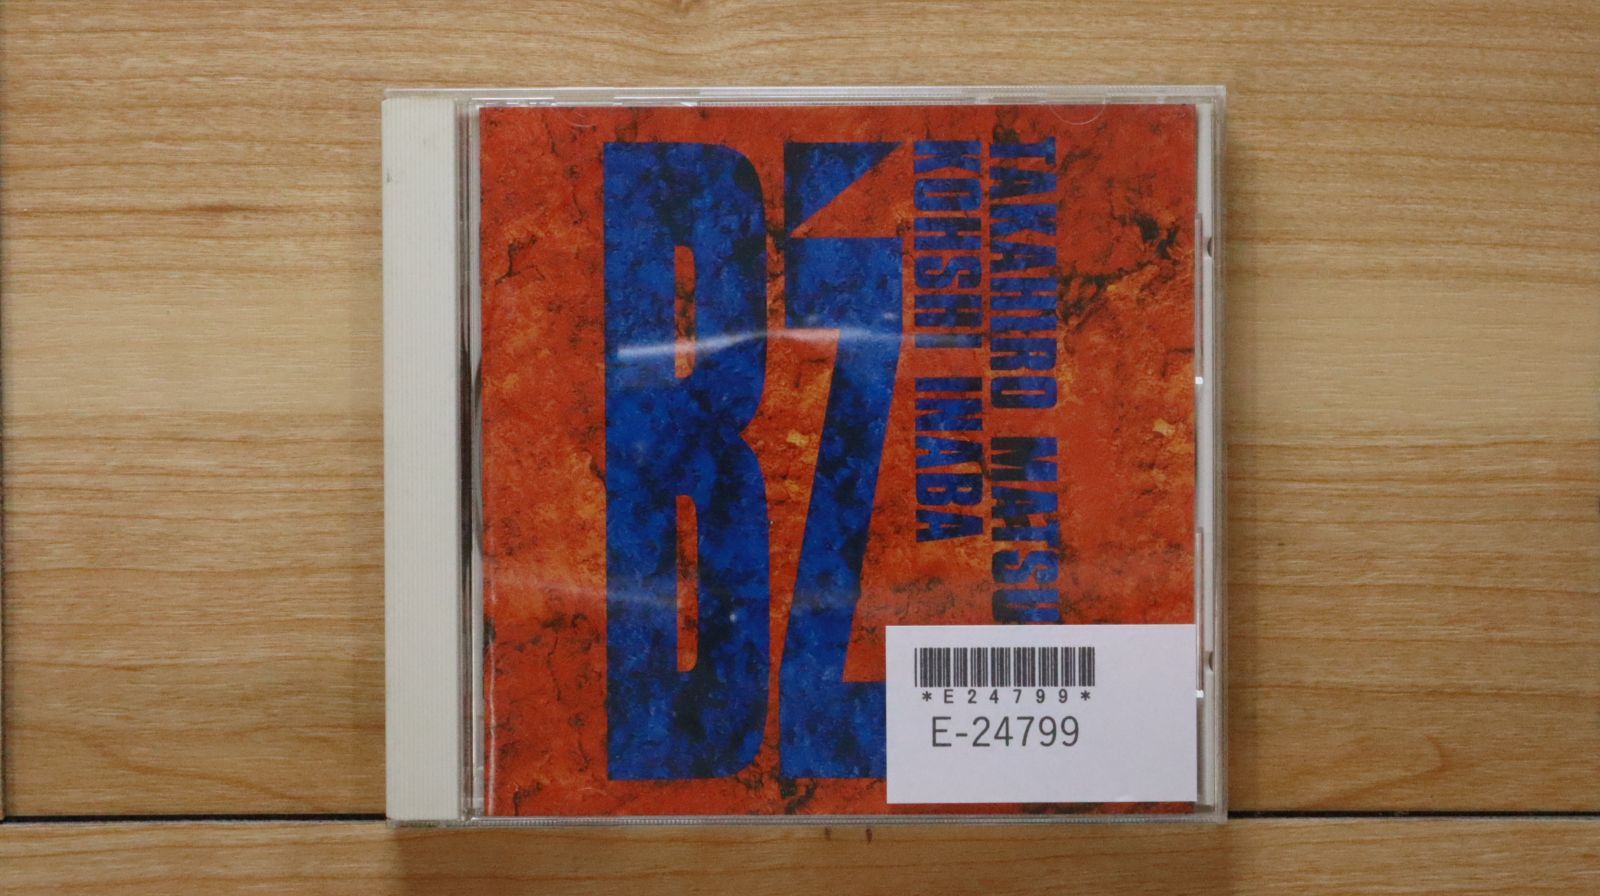 B'z
TAKAHIRO MATSU
KOHSHI INABA
*E24799*
E-24799